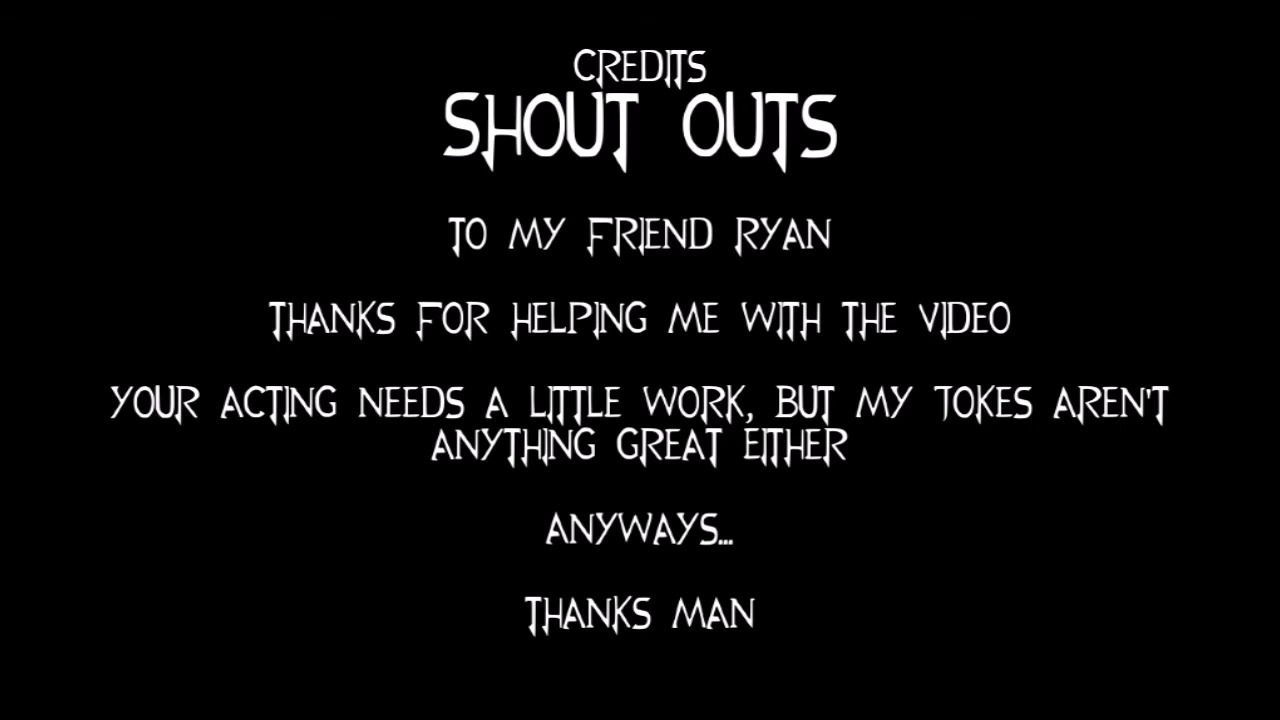 CREDITS
SHOUT OUTS
TO MY FRIEND RYAN
THANKS FOR HELPING ME WITH THE VIDEO
YOUR ACTING NEEDS A LITTLE WORK, BUT MY JOKES AREN'T
ANYTHING GREAT EITHER
ANYWAYS...
THANKS MAN